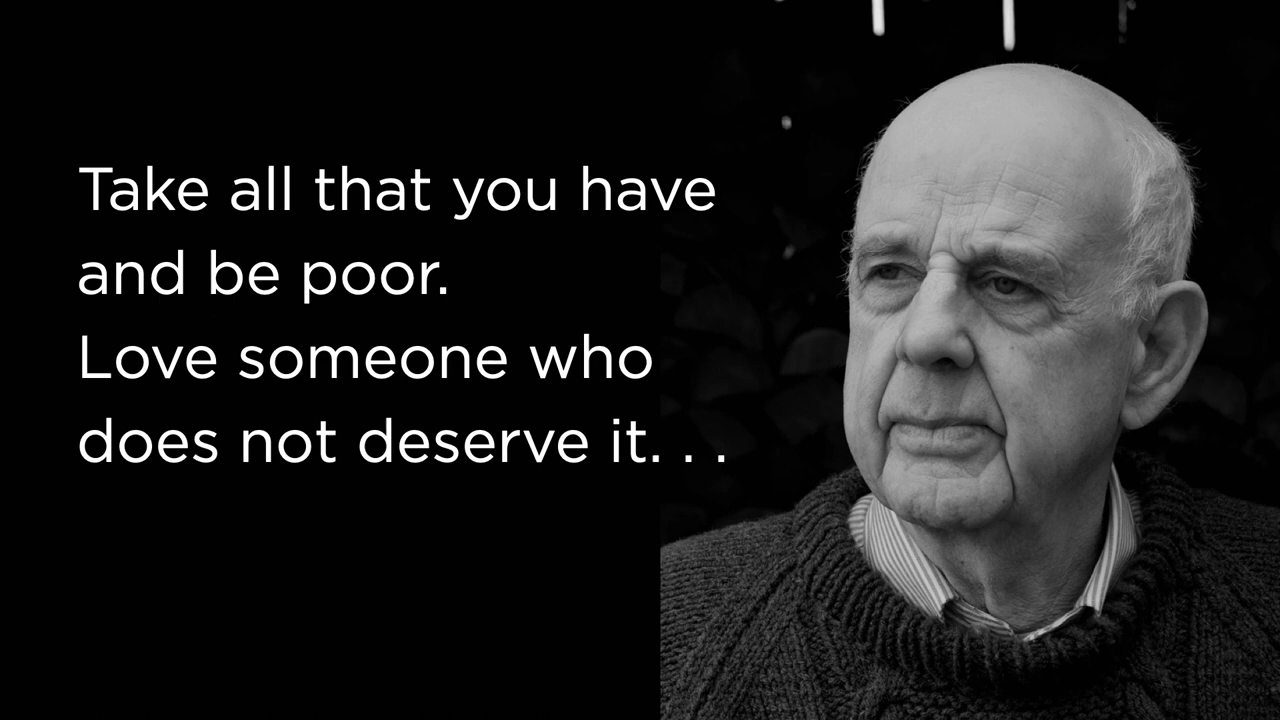 Take all that you have
and be poor.
Love someone who
does not deserve it. . .